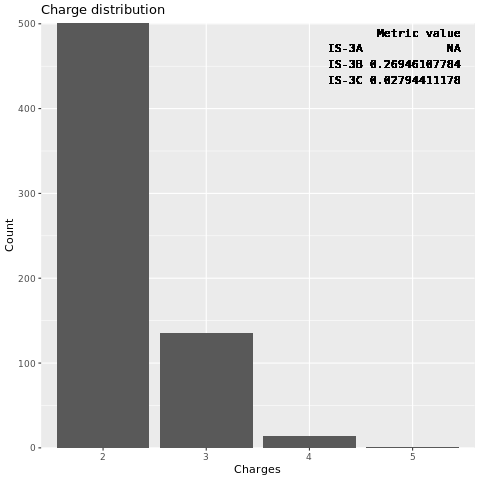 Charge distribution
Metric value
IS-3A NA
IS-3B 0.26946107784
IS-3C 0.02794411178
500
400
300
200
100
0
Count
2 3 4 5
Charges